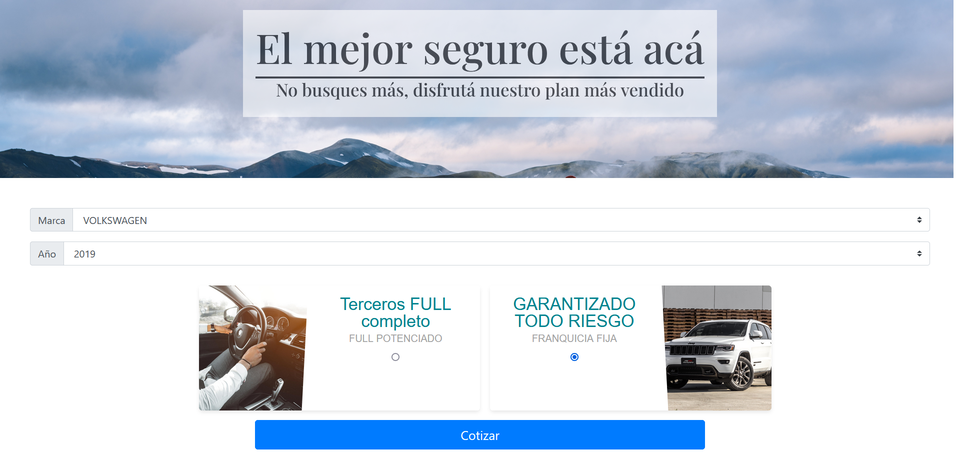 El mejor seguro está acá
No busques más, disfrutá nuestro plan más vendido
Marca
VOLKSWAGEN
Año
2019
Terceros FULL
completo
FULL POTENCIADO
GARANTIZADO
TODO RIESGO
FRANQUICIA FIJA
Cotizar